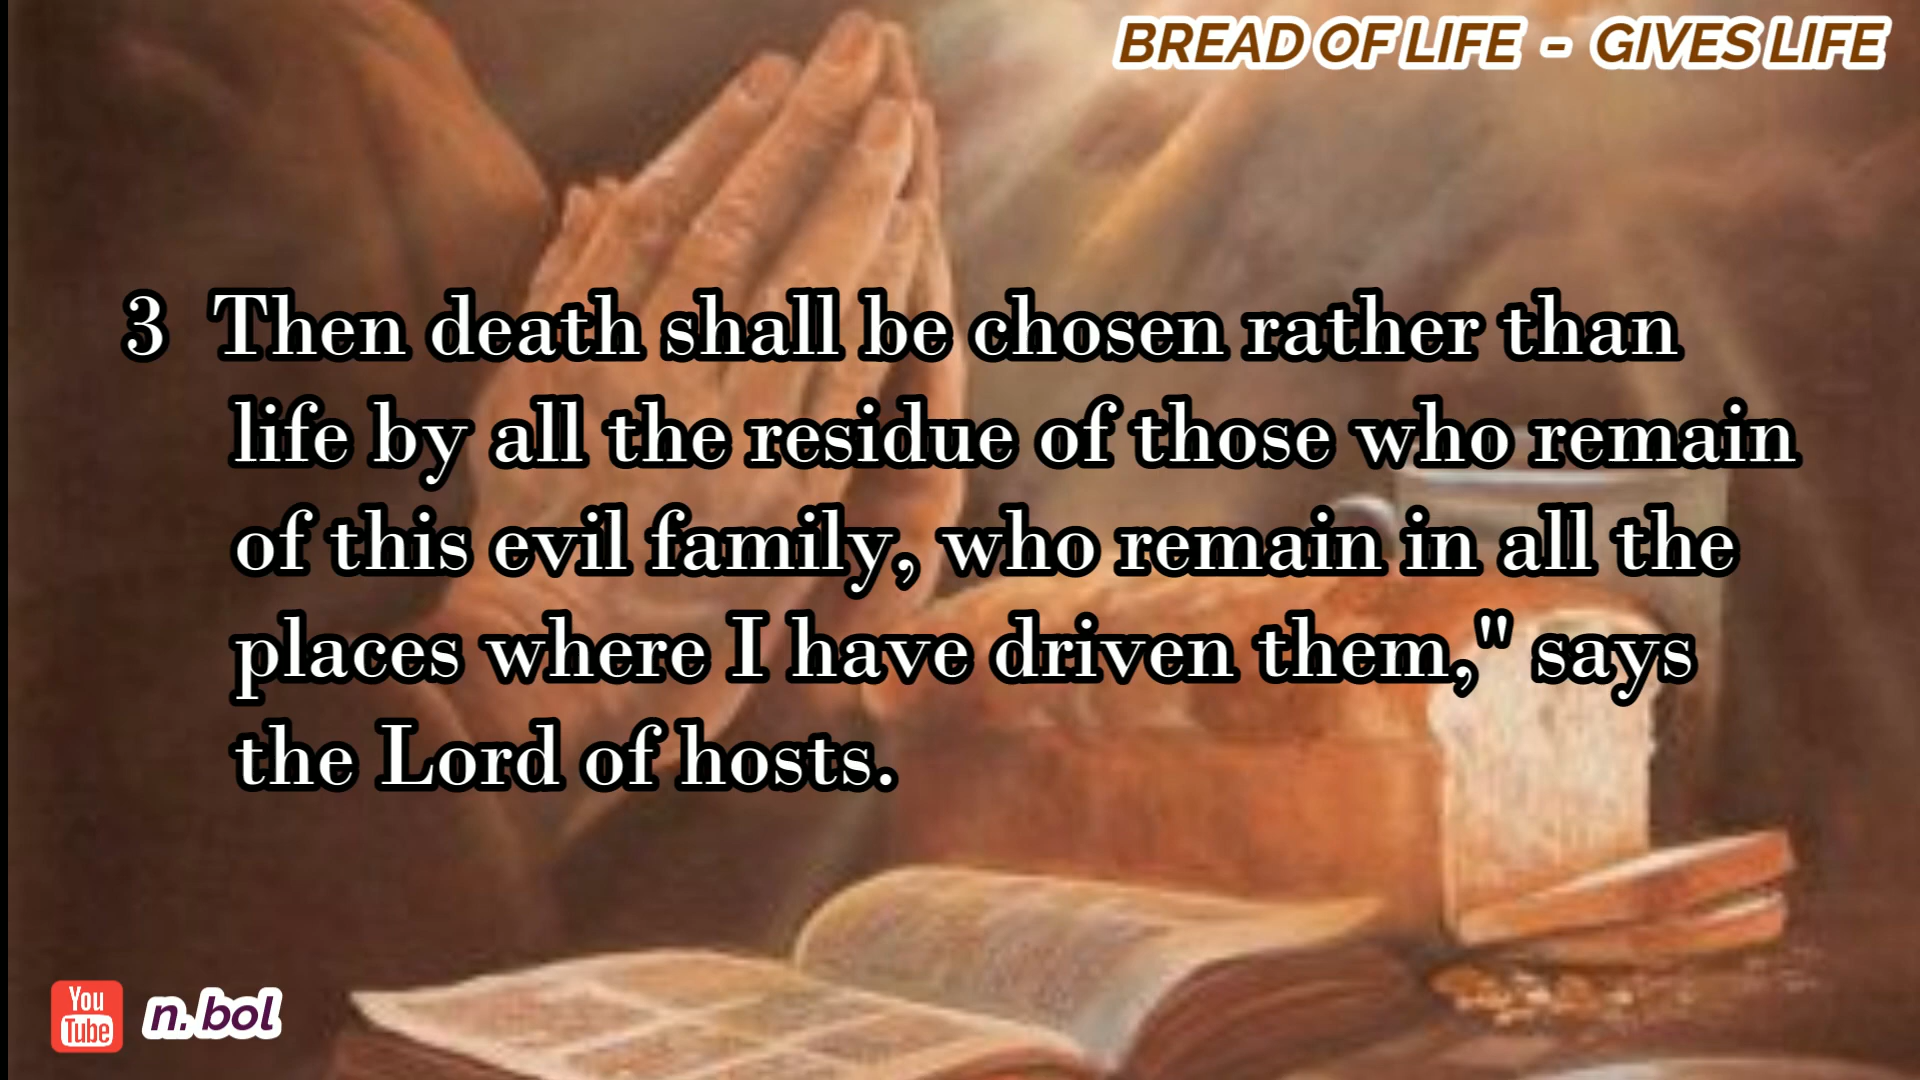 BREAD OF LIFE - GIVES LIFE
3 Then death shall be chosen rather than
life by all the residue of those who remain
of this evil family, who remain in all the
places where I have driven them," says
the Lord of hosts.
You
Tube
n. bol